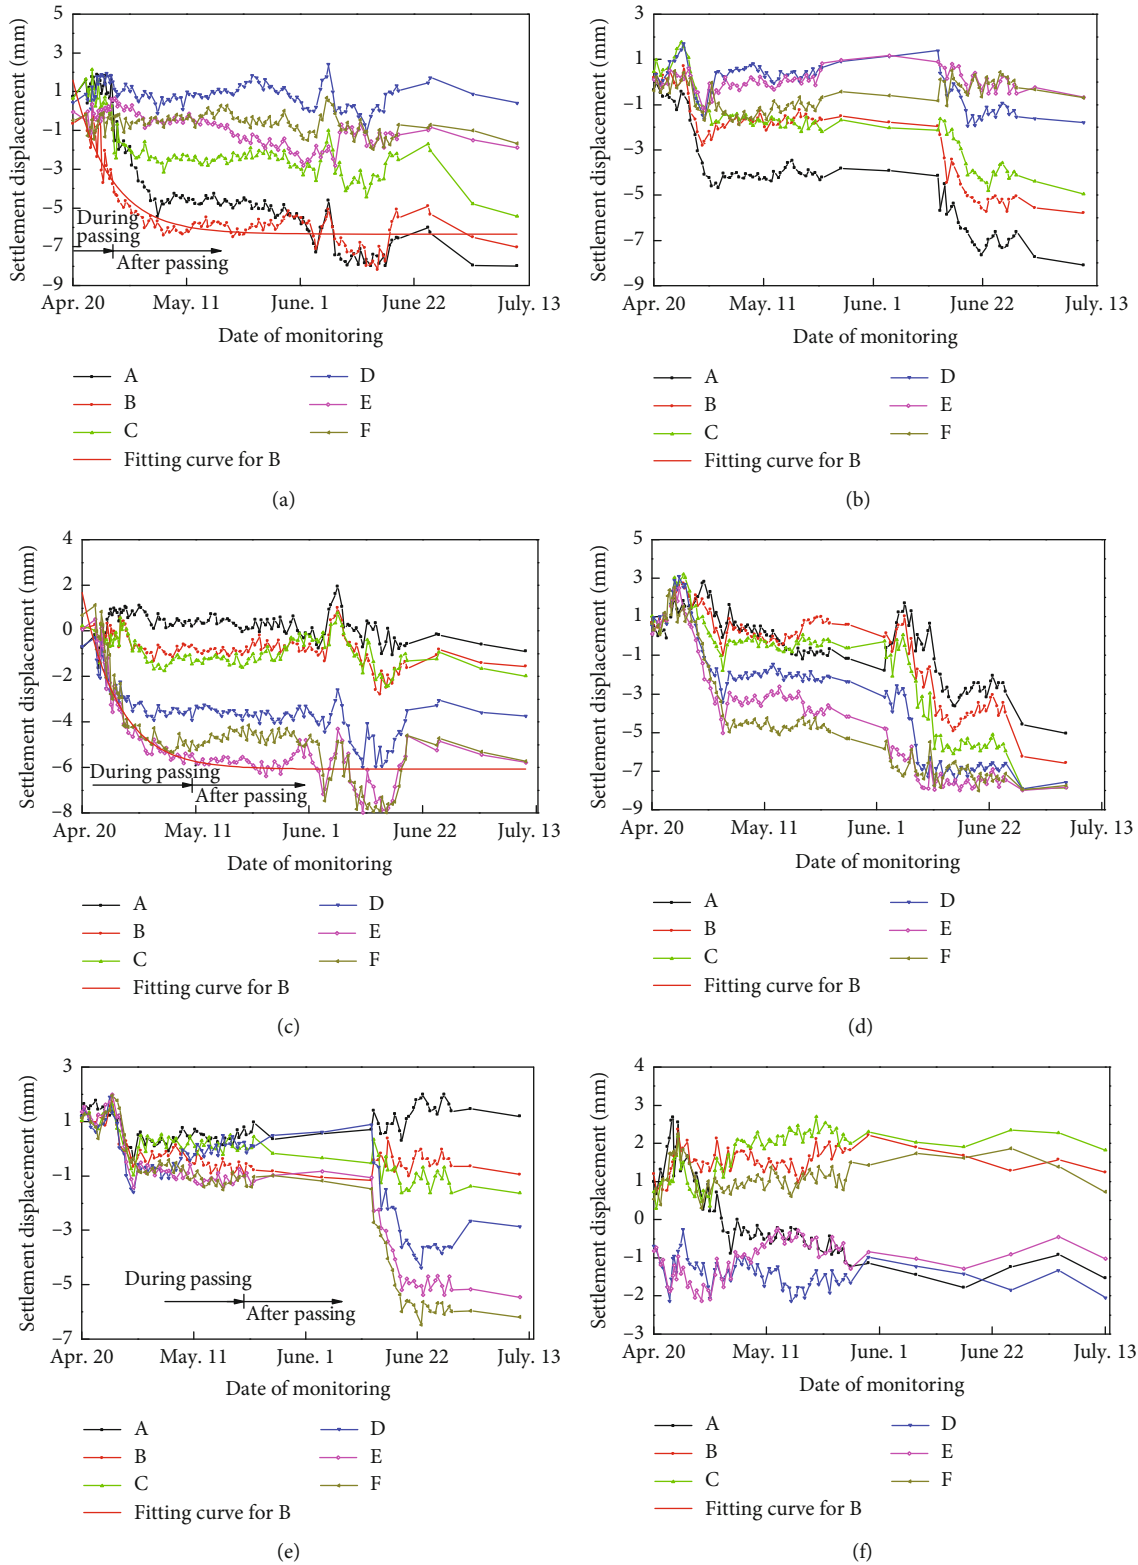 Settlement displacement (mm)
5
3
1
−1
−3
−5
−7
−9
During
passing
After passing
Apr. 20
May. 11
June. 1
June 22
July. 13
Date of monitoring
A
B
C
D
E
F
Fitting curve for B
(a)
Settlement displacement (mm)
3
1
−1
−3
−5
−7
−9
Apr. 20
May. 11
June. 1
June 22
July. 13
Date of monitoring
A
B
C
D
E
F
Fitting curve for B
(b)
Settlement displacement (mm)
4
2
0
−2
−4
−6
−8
During passing
After passing
Apr. 20
May. 11
June. 1
June 22
July. 13
Date of monitoring
A
B
C
D
E
F
Fitting curve for B
(c)
Settlement displacement (mm)
5
3
1
−1
−3
−5
−7
−9
Apr. 20
May. 11
June. 1
June 22
July. 13
Date of monitoring
A
B
C
D
E
F
Fitting curve for B
(d)
Settlement displacement (mm)
3
1
−1
−3
−5
−7
During passing
After passing
Apr. 20
May. 11
June. 1
June 22
July. 13
Date of monitoring
A
B
C
D
E
F
Fitting curve for B
(e)
Settlement displacement (mm)
4
3
2
1
0
−1
−2
−3
Apr. 20
May. 11
June. 1
June 22
July. 13
Date of monitoring
A
B
C
D
E
F
Fitting curve for B
(f)